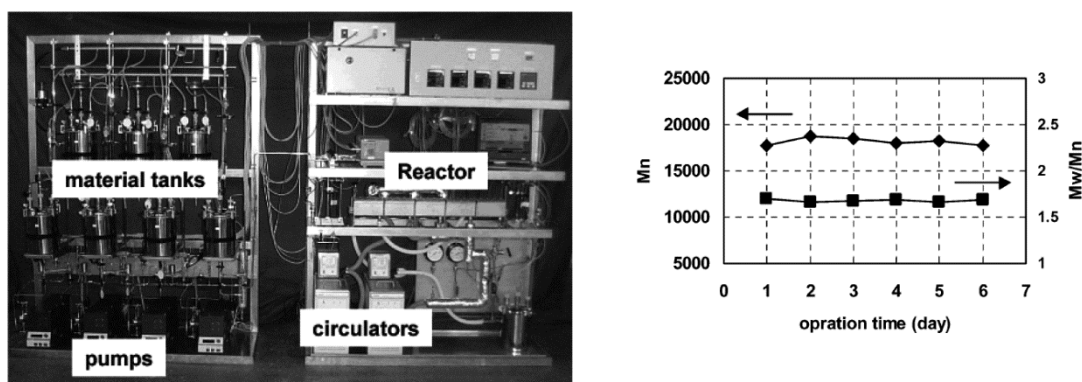 material tanks
Reactor
circulators
pumps
25000
20000
15000
10000
5000
Mn
3
2.5
2
1.5
1
Mw/Mn
0 1 2 3 4 5 6 7
opration time (day)